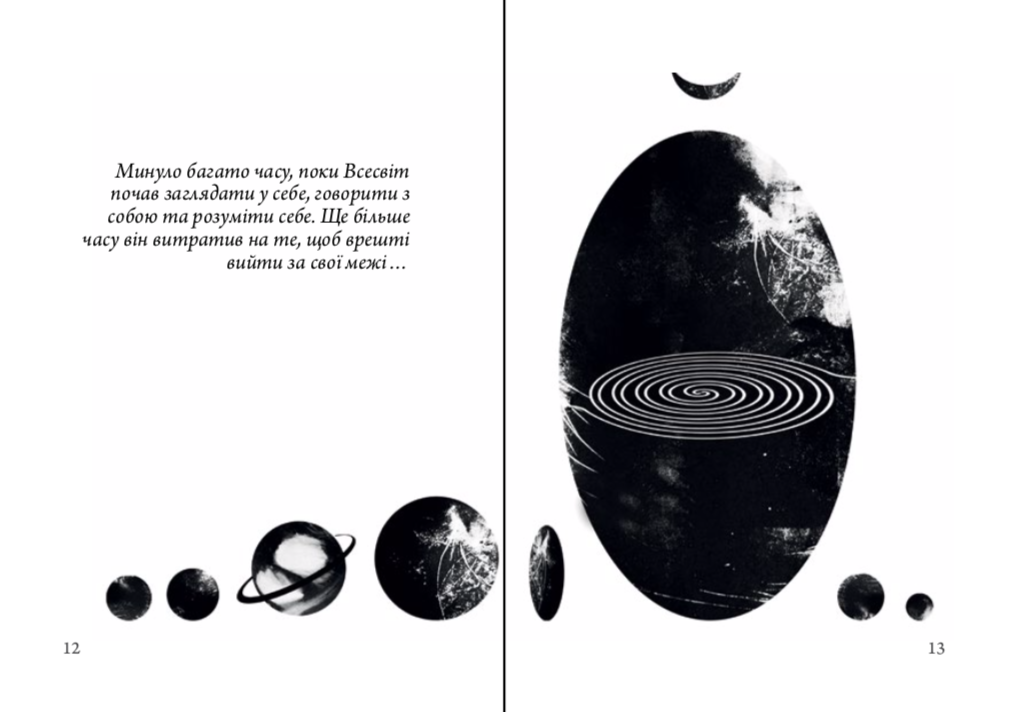 Минуло багато часу, поки Всесвіт
почав заглядати у себе, говорити з
собою та розуміти себе. Ще більше
часу він витратив на те, щоб врешті
вийти за свої межі…
12
13